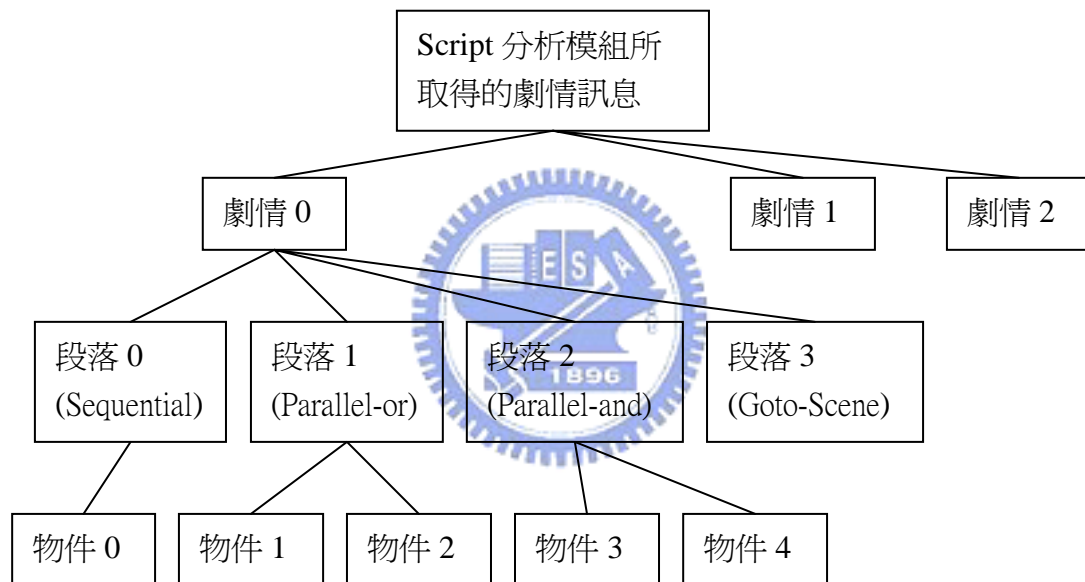 Script 分析模組所
取得的劇情訊息
劇情 0
劇情 1
劇情 2
ESA
1896
段落 0
(Sequential)
段落 1
(Parallel-or)
段落 2
(Parallel-and)
段落 3
(Goto-Scene)
物件 0
物件 1
物件 2
物件 3
物件 4